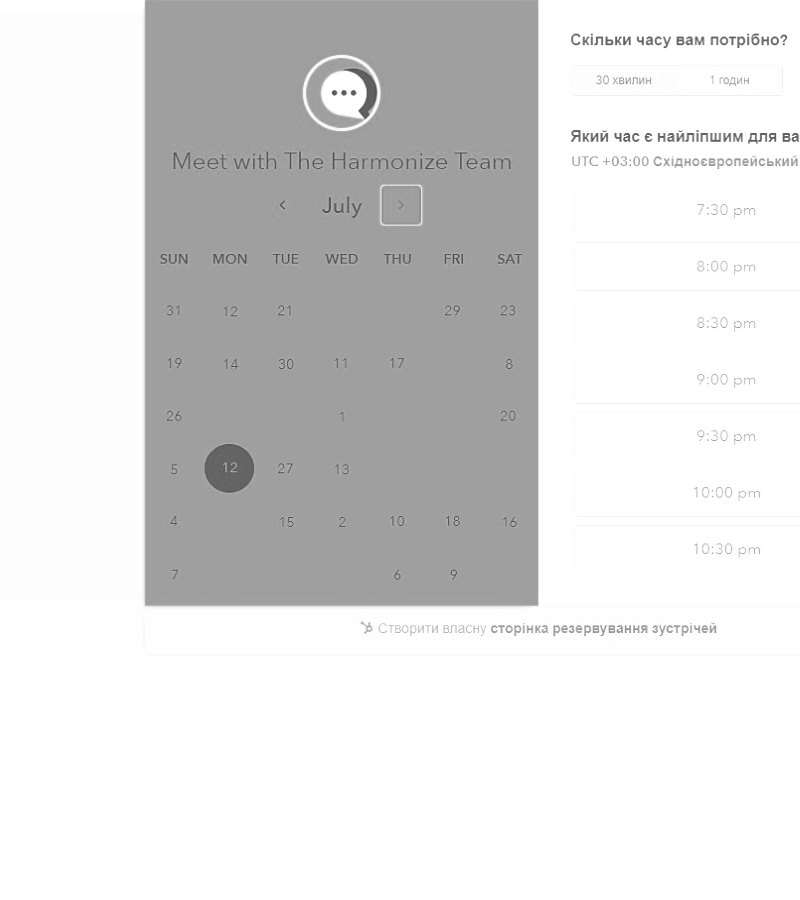 Meet with The Harmonize Team
July
SUN MON TUE WED THU FRI SAT
31 12 21 29 23
19 14 30 11 17 8
26 1 20
5 12 27 13
4 15 2 10 18 16
7 6 9
Скільки часу вам потрібно?
30 хвилин 1 годин
Який час є найліпшим для ва
UTC +03:00 Східноєвропейський
7:30 pm
8:00 pm
8:30 pm
9:00 pm
9:30 pm
10:00 pm
10:30 pm
Створити власну сторінка резервування зустрічей